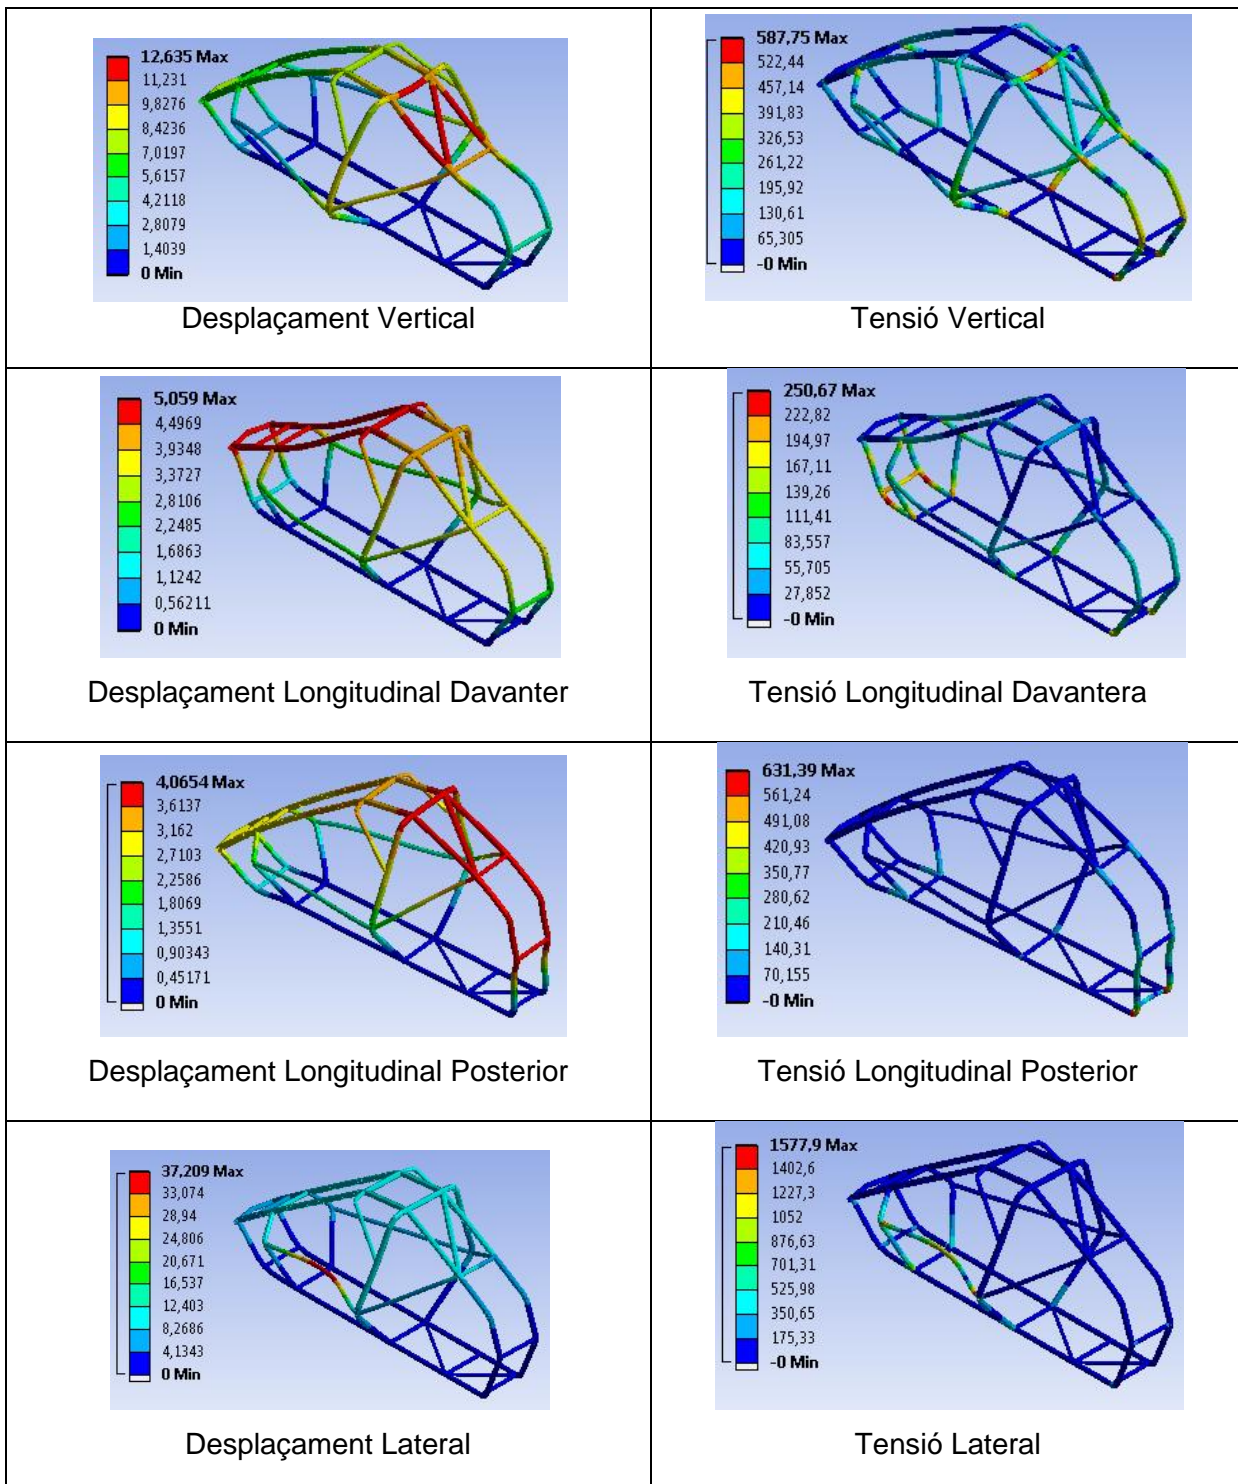 12,635 Max
11,231
9,8276
8,4236
7,0197
5,6157
4,2118
2,8079
1,4039
0 Min
Desplaçament Vertical
587,75 Max
522,44
457,14
391,83
326,53
261,22
195,92
130,61
65,305
-0 Min
Tensió Vertical
5,059 Max
4,4969
3,9348
3,3727
2,8106
2,2485
1,6863
1,1242
0,56211
0 Min
Desplaçament Longitudinal Davanter
250,67 Max
222,82
194,97
167,11
139,26
111,41
83,557
55,705
27,852
-0 Min
Tensió Longitudinal Davantera
4,0654 Max
3,6137
3,162
2,7103
2,2586
1,8069
1,3551
0,90343
0,45171
0 Min
Desplaçament Longitudinal Posterior
631,39 Max
561,24
491,08
420,93
350,77
280,62
210,46
140,31
70,155
-0 Min
Tensió Longitudinal Posterior
37,209 Max
33,074
28,94
24,806
20,671
16,537
12,403
8,2686
4,1343
0 Min
Desplaçament Lateral
1577,9 Max
1402,6
1227,3
1052
876,63
701,31
525,98
350,65
175,33
-0 Min
Tensió Lateral